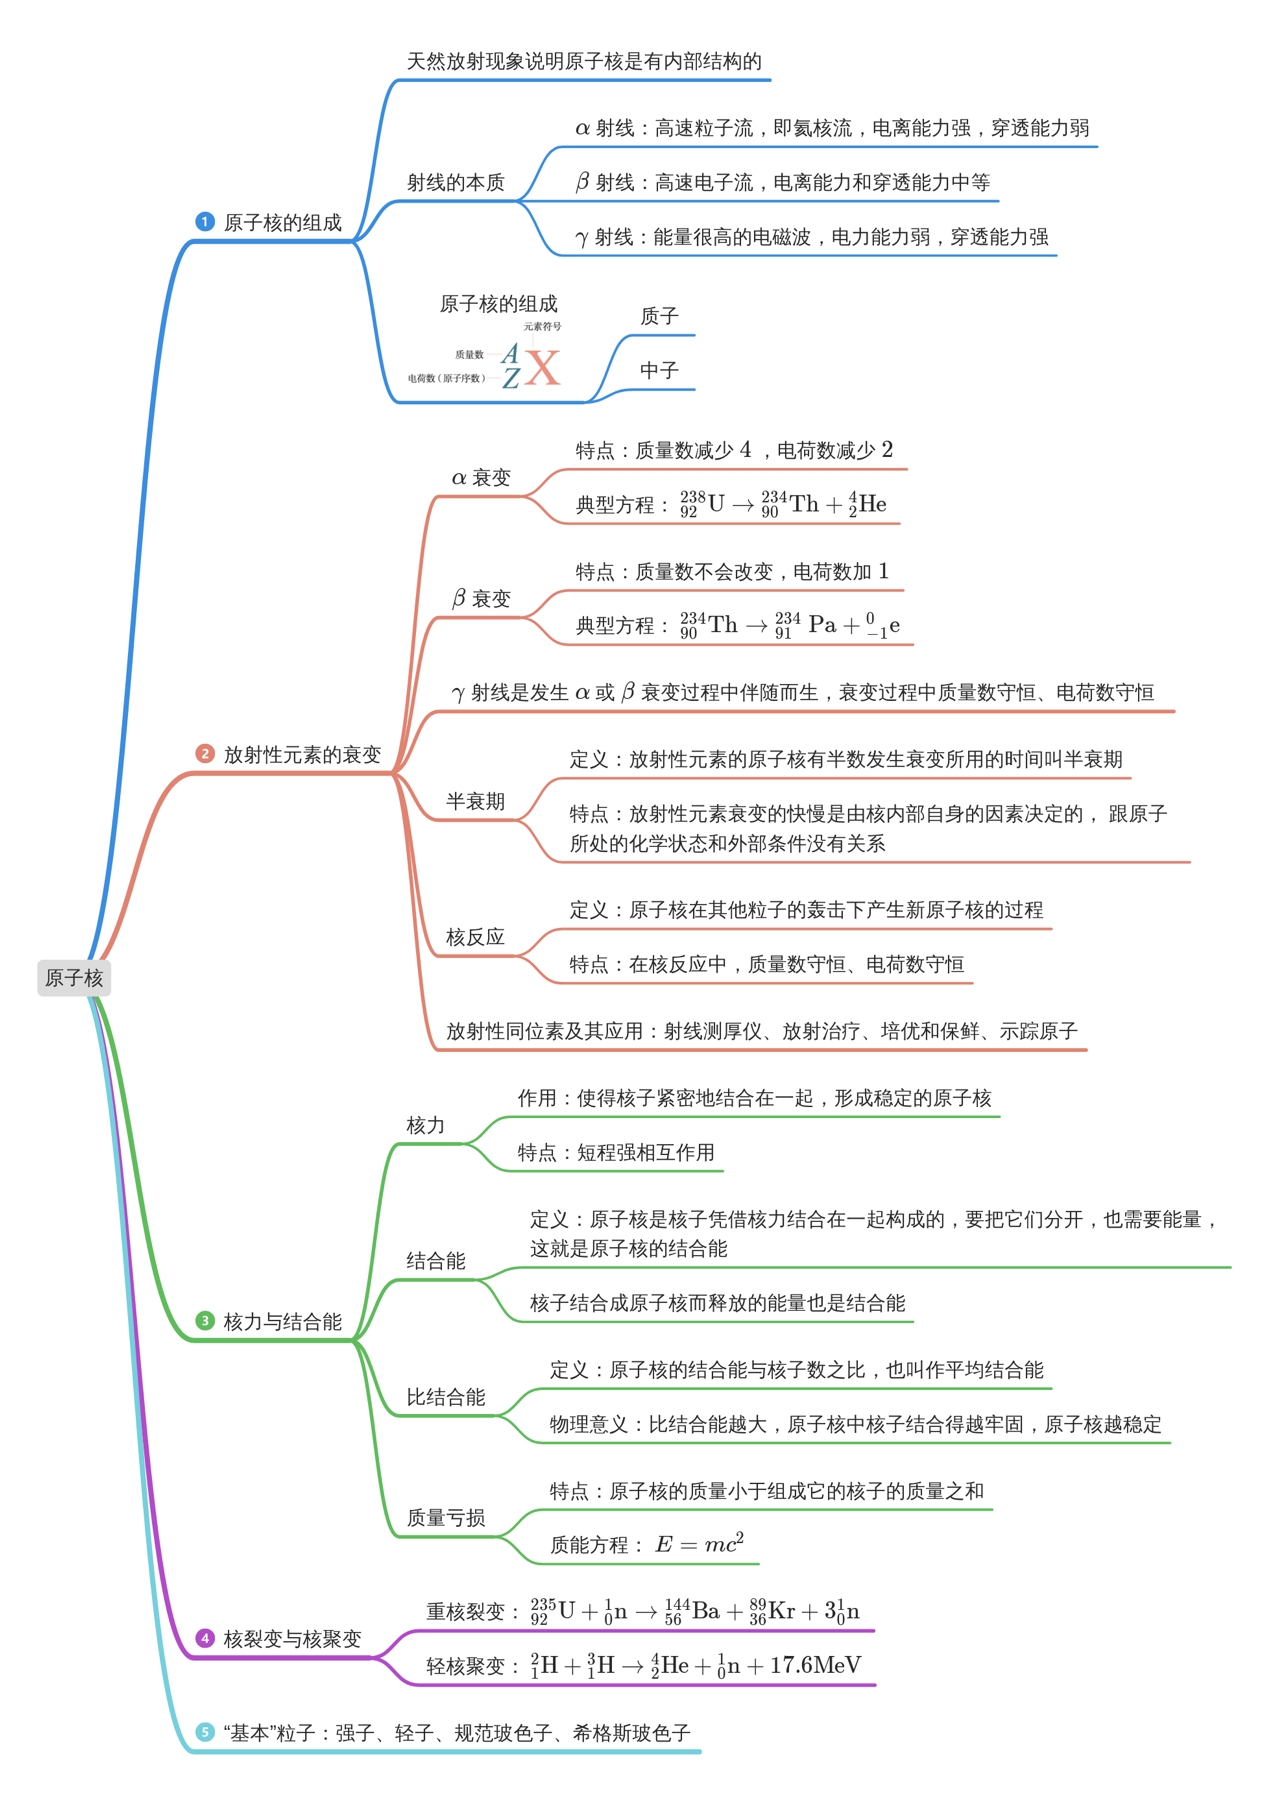 天然放射现象说明原子核是有内部结构的
α 射线：高速粒子流，即氦核流，电离能力强，穿透能力弱
射线的本质
β 射线：高速电子流，电离能力和穿透能力中等
1 原子核的组成
γ 射线：能量很高的电磁波，电力能力弱，穿透能力强
原子核的组成
元素符号
质子
质量数 A X
电荷数（原子序数） Z
中子
特点：质量数减少 4 ，电荷数减少 2
α 衰变
典型方程： ²³⁸₉₂U → ²³⁴₉₀Th + ⁴₂He
特点：质量数不会改变，电荷数加 1
β 衰变
典型方程： ²³⁴₉₀Th → ²³⁴₉₁ Pa + ⁰₋₁e
γ 射线是发生 α 或 β 衰变过程中伴随而生，衰变过程中质量数守恒、电荷数守恒
2 放射性元素的衰变
定义：放射性元素的原子核有半数发生衰变所用的时间叫半衰期
半衰期
特点：放射性元素衰变的快慢是由核内部自身的因素决定的， 跟原子
所处的化学状态和外部条件没有关系
定义：原子核在其他粒子的轰击下产生新原子核的过程
核反应
特点：在核反应中，质量数守恒、电荷数守恒
原子核
放射性同位素及其应用：射线测厚仪、放射治疗、培优和保鲜、示踪原子
作用：使得核子紧密地结合在一起，形成稳定的原子核
核力
特点：短程强相互作用
定义：原子核是核子凭借核力结合在一起构成的，要把它们分开，也需要能量，
这就是原子核的结合能
结合能
核子结合成原子核而释放的能量也是结合能
3 核力与结合能
定义：原子核的结合能与核子数之比，也叫作平均结合能
比结合能
物理意义：比结合能越大，原子核中核子结合得越牢固，原子核越稳定
特点：原子核的质量小于组成它的核子的质量之和
质量亏损
质能方程： E = mc²
重核裂变： ²³⁵₉₂U + ¹₀n → ¹⁴⁴₅₆Ba + ⁸⁹₃₆Kr + 3¹₀n
4 核裂变与核聚变
轻核聚变： ²₁H + ³₁H → ⁴₂He + ¹₀n + 17.6MeV
5 “基本”粒子：强子、轻子、规范玻色子、希格斯玻色子